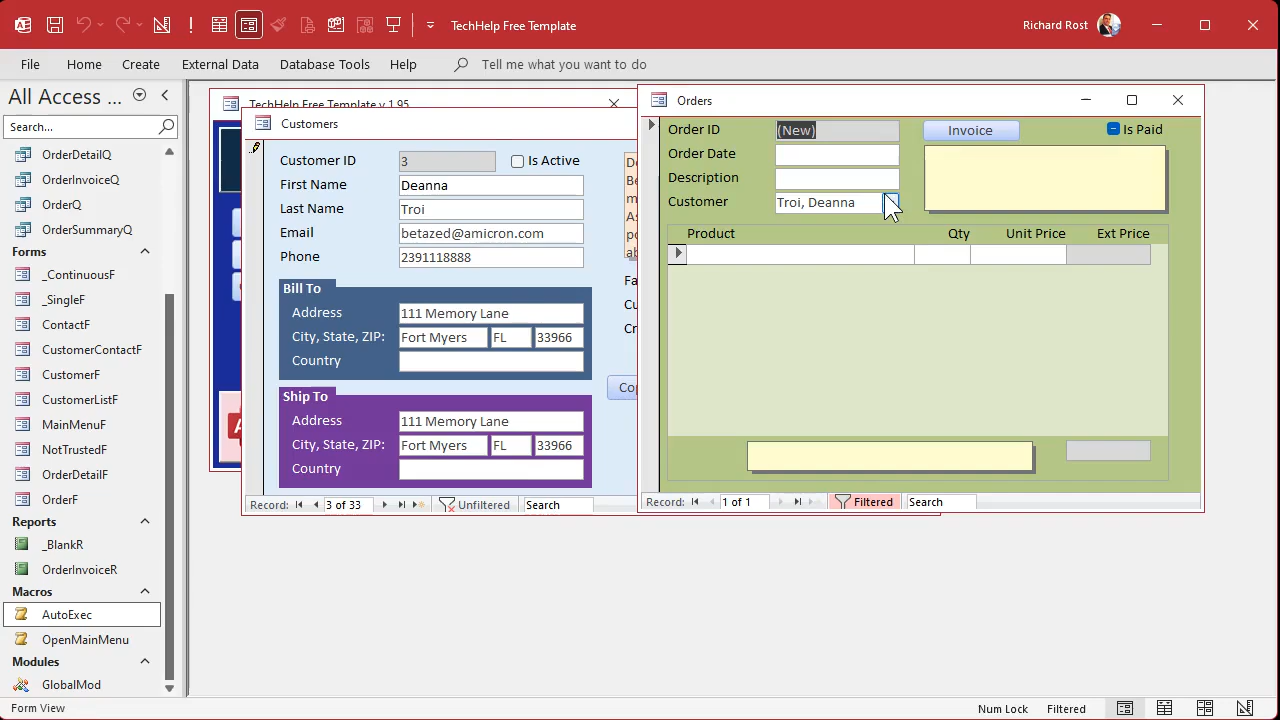 TechHelp Free Template
Richard Rost
File
Home
Create
External Data
Database Tools
Help
Tell me what you want to do
All Access ...
Search...
OrderDetailQ
OrderInvoiceQ
OrderQ
OrderSummaryQ
Forms
_ContinuousF
_SingleF
ContactF
CustomerContactF
CustomerF
CustomerListF
MainMenuF
NotTrustedF
OrderDetailF
OrderF
Reports
_BlankR
OrderInvoiceR
Macros
AutoExec
OpenMainMenu
Modules
GlobalMod
TechHelp Free Template v 1.95
Customers
Customer ID 3 Is Active
First Name Deanna
Last Name Troi
Email betazed@amicron.com
Phone 2391118888
Bill To
Address 111 Memory Lane
City, State, ZIP: Fort Myers FL 33966
Country
Ship To
Address 111 Memory Lane
City, State, ZIP: Fort Myers FL 33966
Country
Record: 3 of 33 Unfiltered Search
Orders
Order ID (New) Invoice Is Paid
Order Date
Description
Customer Troi, Deanna
Product Qty Unit Price Ext Price
Record: 1 of 1 Filtered Search
Form View
Num Lock
Filtered